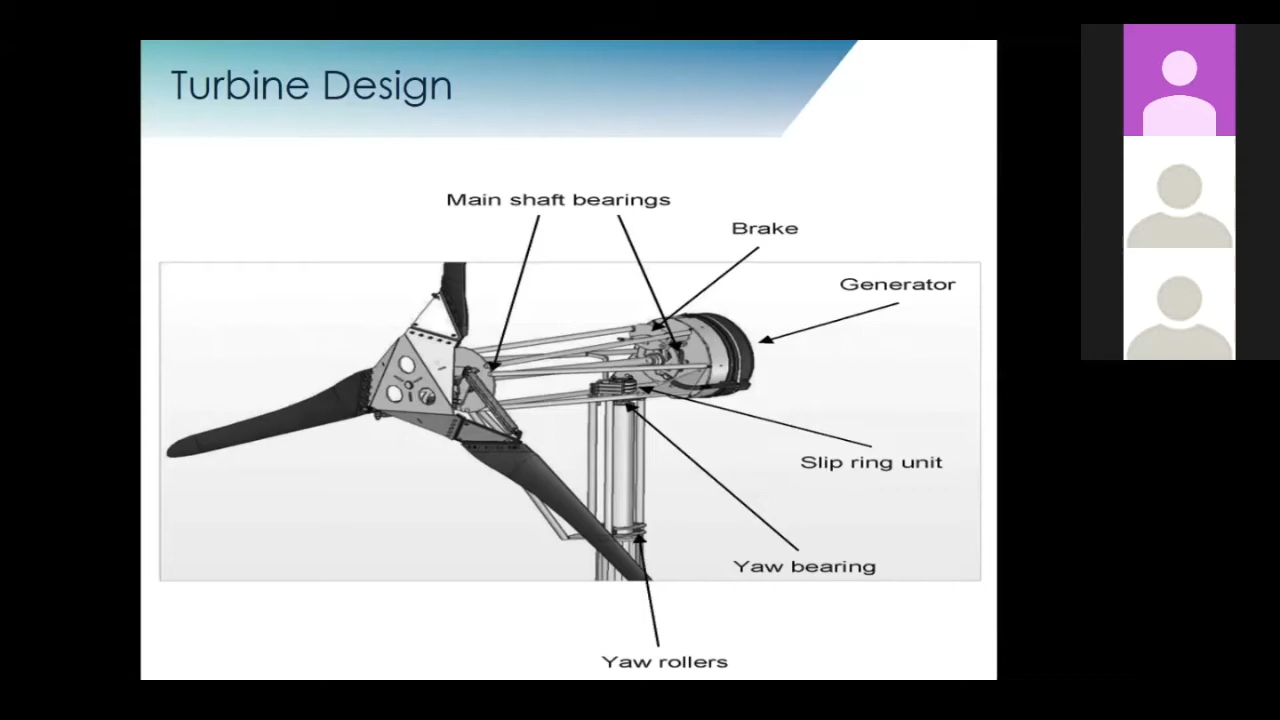 Turbine Design
Main shaft bearings
Brake
Generator
Slip ring unit
Yaw bearing
Yaw rollers